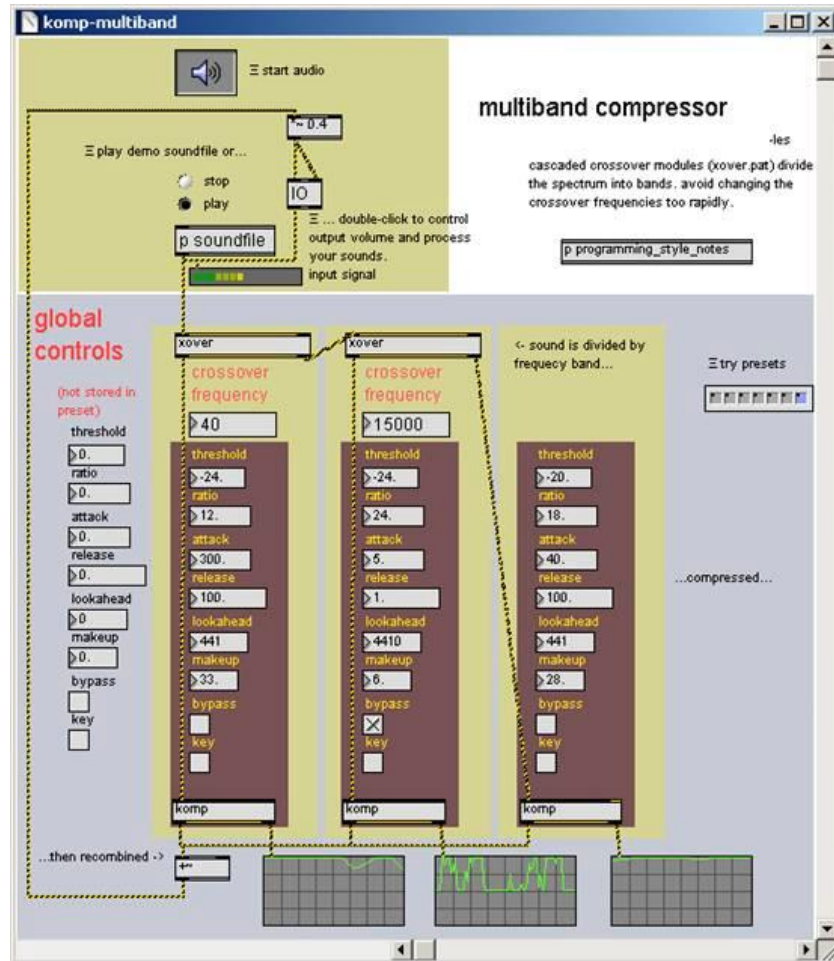 komp-multiband
Ξ start audio
*~ 0.4
multiband compressor
-les
Ξ play demo soundfile or...
cascaded crossover modules (xover.pat) divide
the spectrum into bands. avoid changing the
crossover frequencies too rapidly.
stop
play
IO
Ξ ... double-click to control
output volume and process
your sounds.
p soundfile
p programming_style_notes
input signal
global
controls
(not stored in
preset)
threshold
0.
ratio
0.
attack
0.
release
0.
lookahead
0
makeup
0.
bypass
key
xover
crossover
frequency
40
threshold
-24.
ratio
12.
attack
300.
release
100.
lookahead
441
makeup
33.
bypass
key
komp
xover
crossover
frequency
15000
threshold
-24.
ratio
24.
attack
5.
release
1.
lookahead
4410
makeup
6.
bypass
key
komp
<- sound is divided by
frequecy band...
threshold
-20.
ratio
18.
attack
40.
release
100.
lookahead
441
makeup
28.
bypass
key
komp
Ξ try presets
...compressed...
...then recombined ->
+~